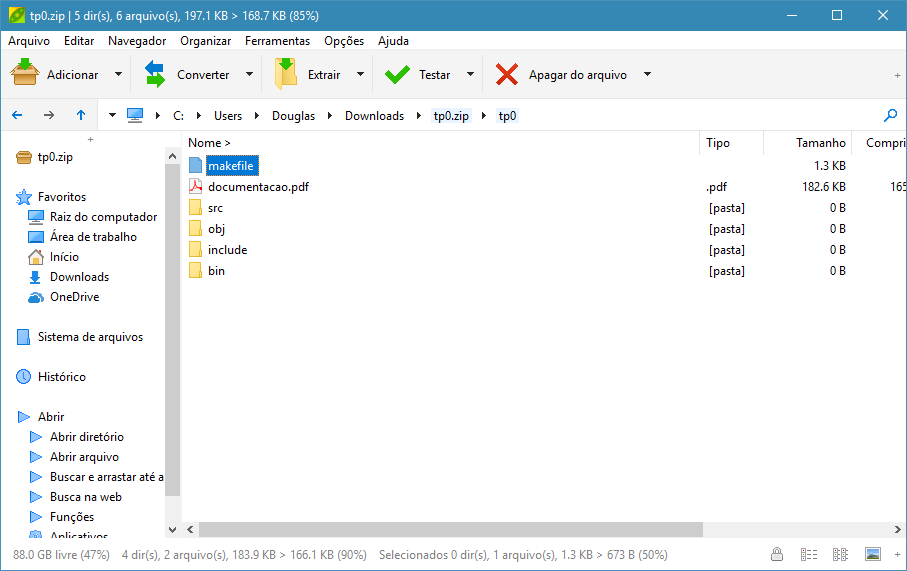 tp0.zip | 5 dir(s), 6 arquivo(s), 197.1 KB > 168.7 KB (85%)
Arquivo Editar Navegador Organizar Ferramentas Opções Ajuda
Adicionar Converter Extrair Testar Apagar do arquivo +
C: Users Douglas Downloads tp0.zip tp0
+
tp0.zip
Favoritos
Raiz do computador
Área de trabalho
Início
Downloads
OneDrive
Sistema de arquivos
Histórico
Abrir
Abrir diretório
Abrir arquivo
Buscar e arrastar até a
Busca na web
Funções
Aplicativos
Nome > Tipo Tamanho Compri
makefile 1.3 KB
documentacao.pdf .pdf 182.6 KB 165
src [pasta] 0 B
obj [pasta] 0 B
include [pasta] 0 B
bin [pasta] 0 B
88.0 GB livre (47%) 4 dir(s), 2 arquivo(s), 183.9 KB > 166.1 KB (90%) Selecionados 0 dir(s), 1 arquivo(s), 1.3 KB > 673 B (50%) +